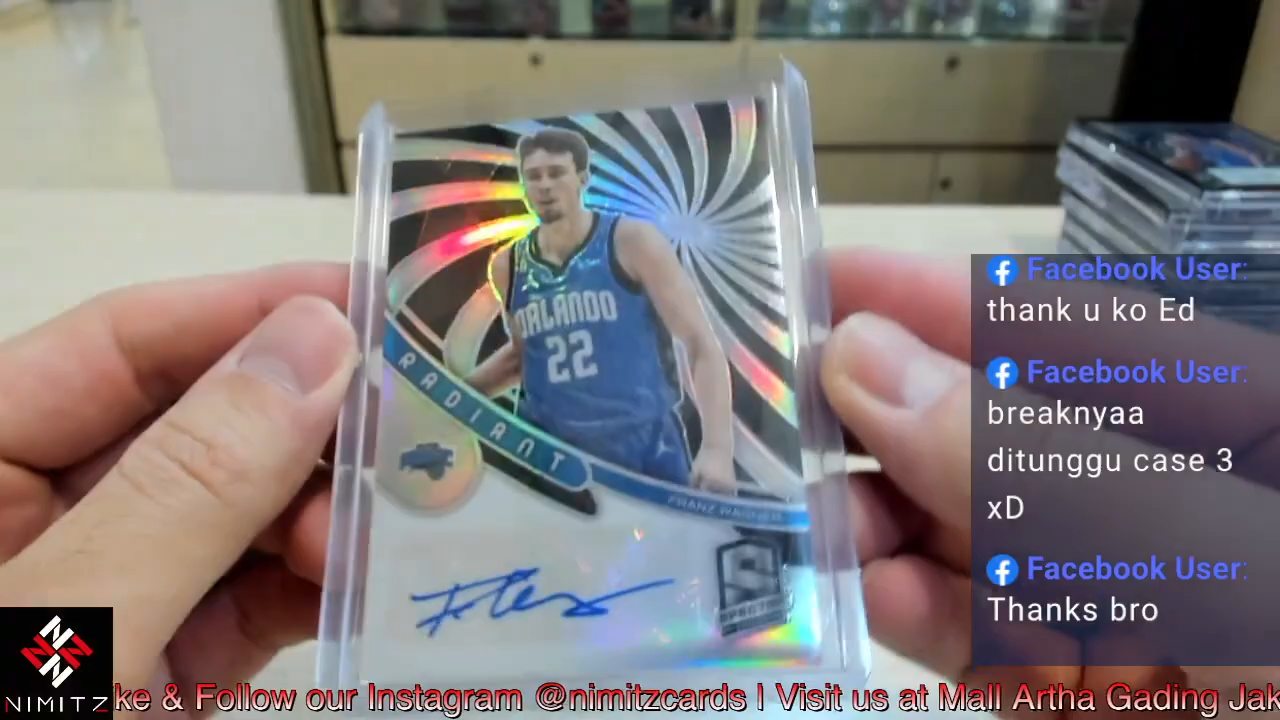 ORLANDO
22
RADIANT
FRANZ WAGNER
Facebook User:
thank u ko Ed
Facebook User:
breaknyaa
ditunggu case 3
xD
Facebook User:
Thanks bro
NIMITZ
ke & Follow our Instagram @nimitzcards I Visit us at Mall Artha Gading Jak